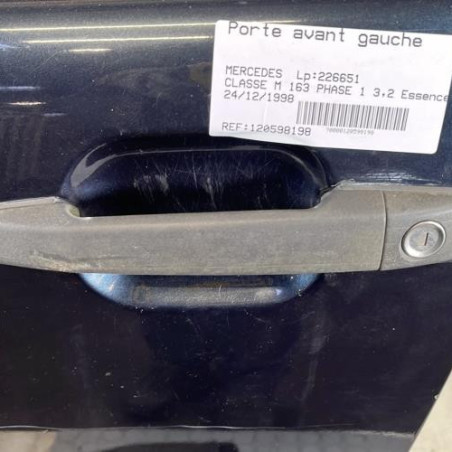 Porte avant gauche
MERCEDES Lp:226651
CLASSE M 163 PHASE 1 3,2 Essence
24/12/1998
REF:120598198